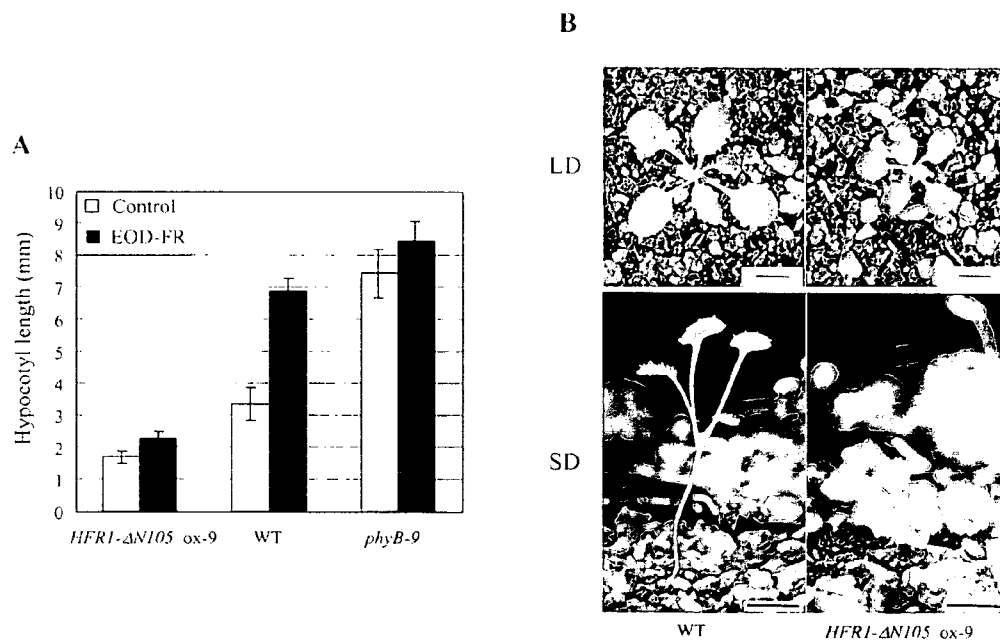 A
Hypocotyl length (mm)
10
9
8
7
6
5
4
3
2
1
0
Control
EOD-FR
HFR1-ΔN105 ox-9
WT
phyB-9
B
LD
SD
WT
HFR1-ΔN105 ox-9